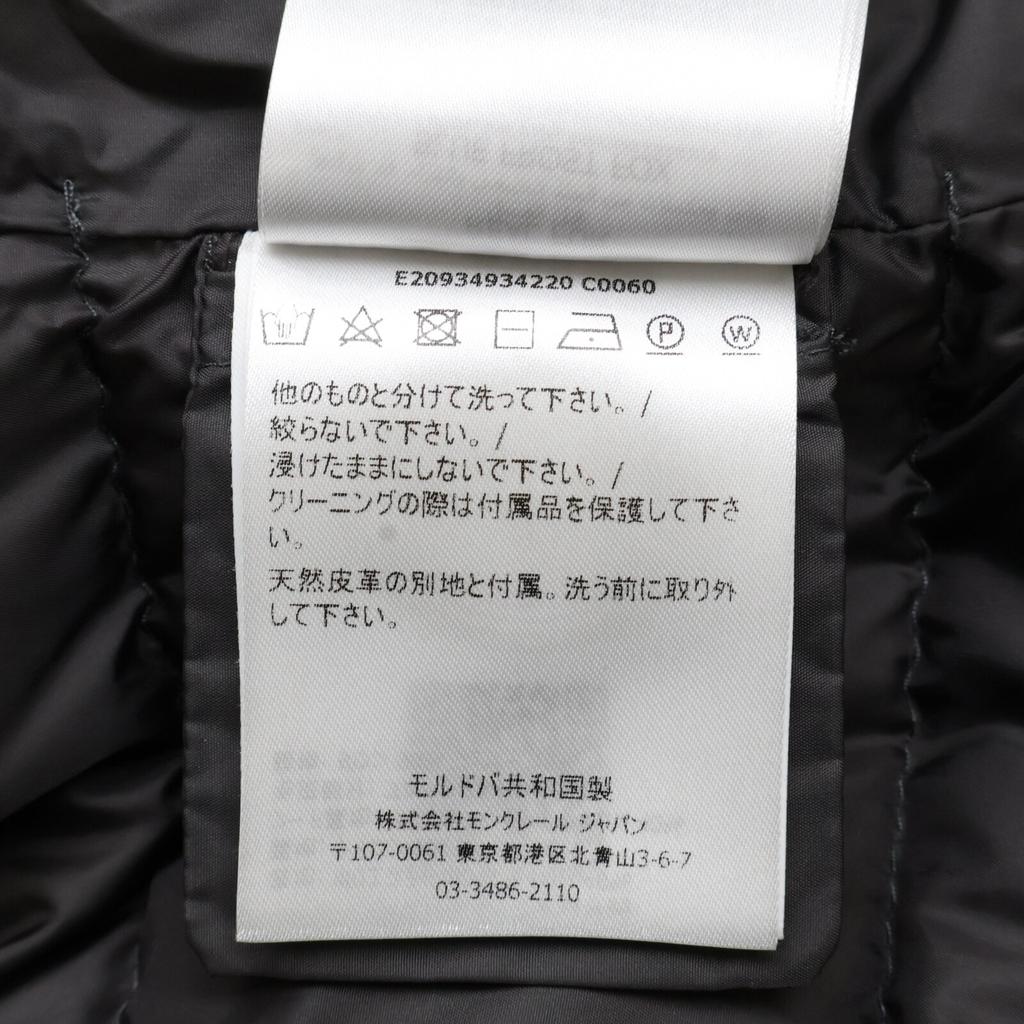 E20934934220 C0060
P
W
他のものと分けて洗って下さい。/
絞らないで下さい。/
浸けたままにしないで下さい。/
クリーニングの際は付属品を保護して下さ
い。
天然皮革の別地と付属。洗う前に取り外
して下さい。
モルドバ共和国製
株式会社モンクレール ジャパン
〒107-0061 東京都港区北青山3-6-7
03-3486-2110